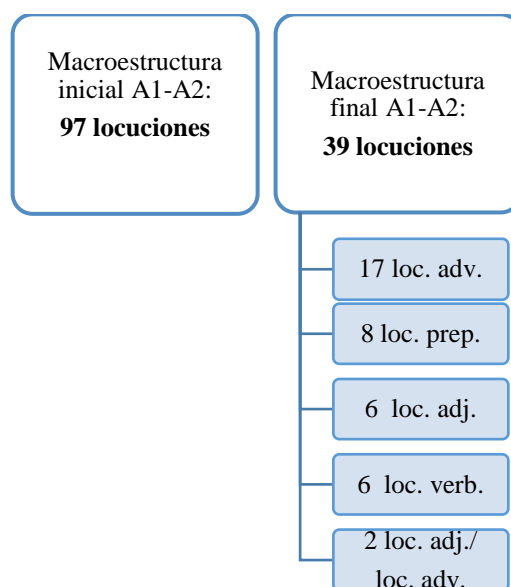 Macroestructura
inicial A1-A2:
97 locuciones
Macroestructura
final A1-A2:
39 locuciones
17 loc. adv.
8 loc. prep.
6 loc. adj.
6 loc. verb.
2 loc. adj./
loc. adv.